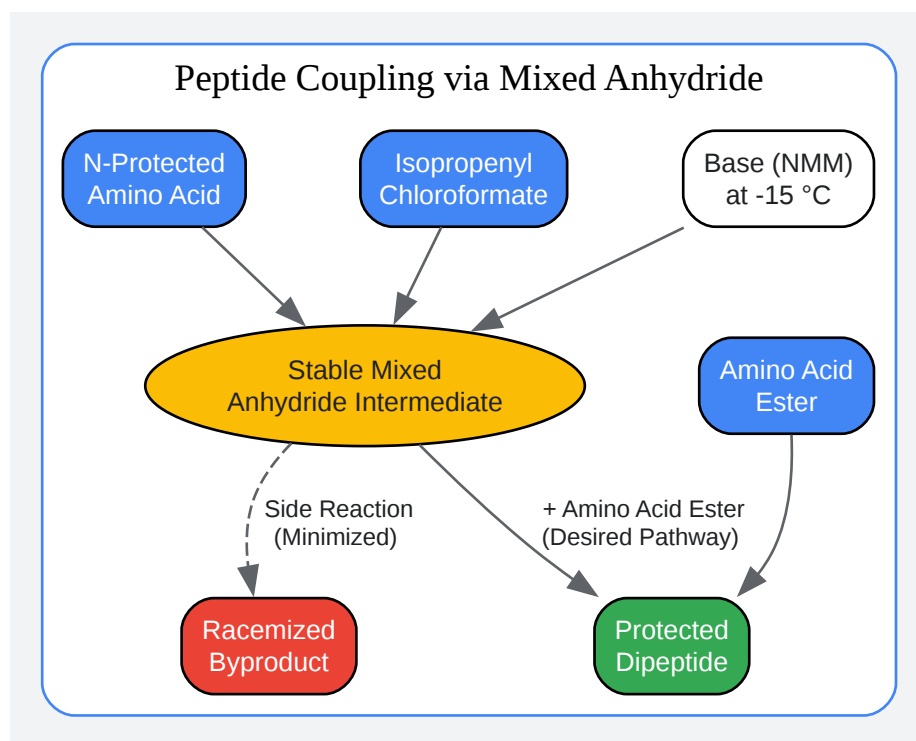 Peptide Coupling via Mixed Anhydride
N-Protected
Amino Acid
Isopropenyl
Chloroformate
Base (NMM)
at -15 °C
Stable Mixed
Anhydride Intermediate
Amino Acid
Ester
Side Reaction
(Minimized)
+ Amino Acid Ester
(Desired Pathway)
Racemized
Byproduct
Protected
Dipeptide